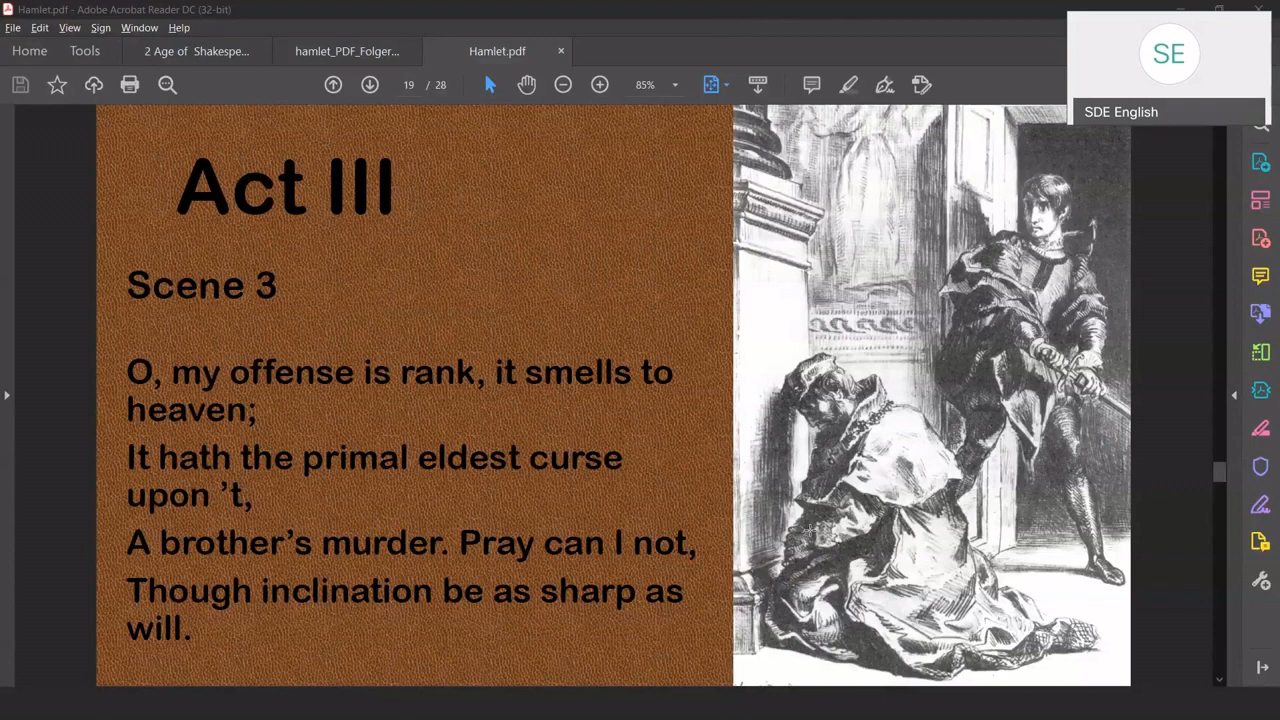 Hamlet.pdf - Adobe Acrobat Reader DC (32-bit)
File Edit View Sign Window Help
Home Tools 2 Age of Shakespe... hamlet_PDF_Folger... Hamlet.pdf ×
19 / 28 85%
SE
SDE English
Act III
Scene 3
O, my offense is rank, it smells to
heaven;
It hath the primal eldest curse
upon ’t,
A brother’s murder. Pray can I not,
Though inclination be as sharp as
will.